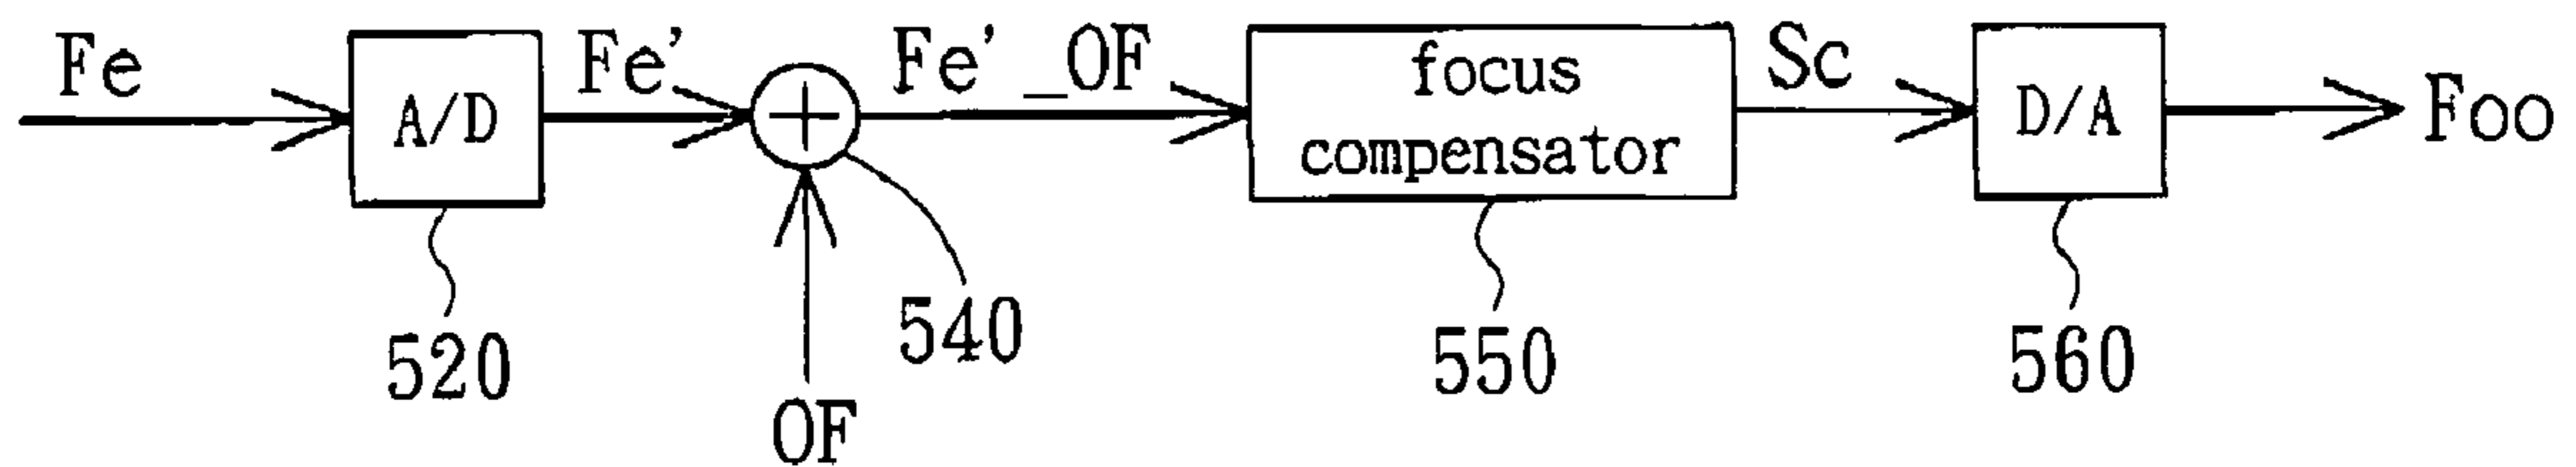 Fe
A/D
Fe'
+
Fe'_OF
focus
compensator
Sc
D/A
Foo
520
540
550
560
OF